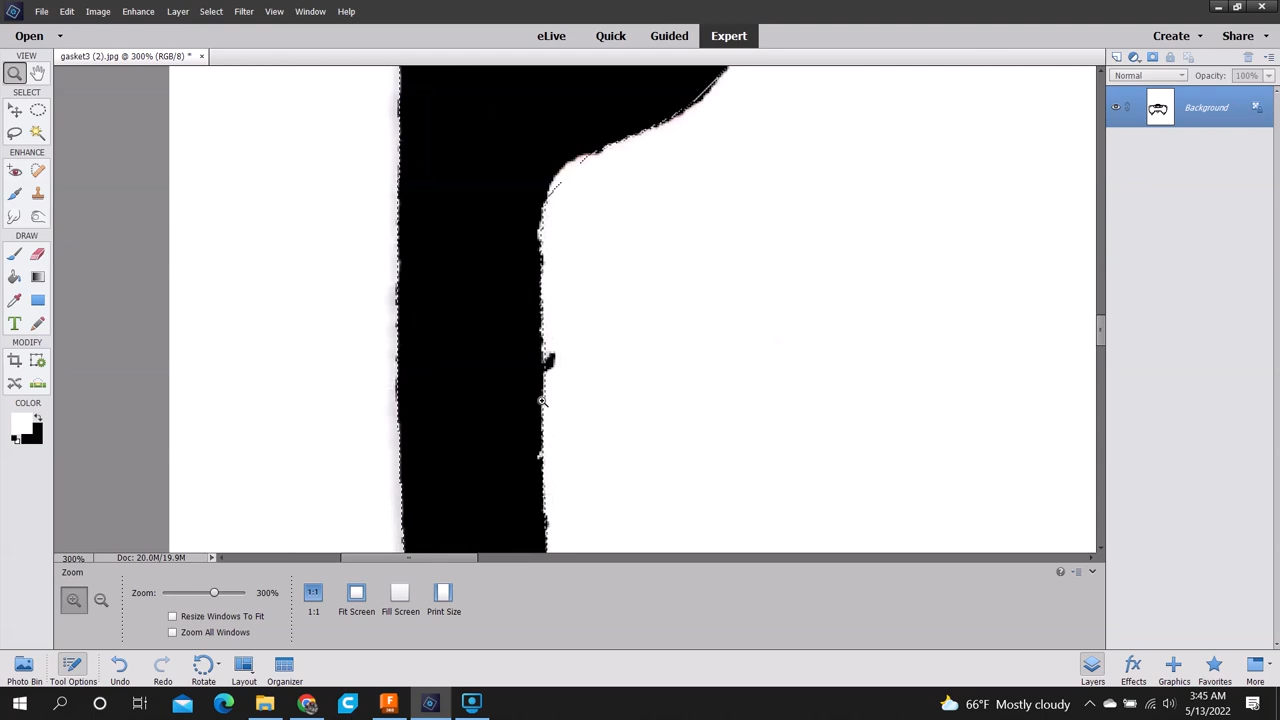 File Edit Image Enhance Layer Select Filter View Window Help
Open eLive Quick Guided Expert Create Share
VIEW gasket3 (2).jpg @ 300% (RGB/8) * ×
Normal Opacity: 100%
SELECT
Background
ENHANCE
DRAW
T
MODIFY
COLOR
300% Doc: 20.0M/19.9M
Zoom
Zoom: 300% 1:1
1:1 Fit Screen Fill Screen Print Size
Resize Windows To Fit
Zoom All Windows
Photo Bin Tool Options Undo Redo Rotate Layout Organizer Layers Effects Graphics Favorites More
66°F Mostly cloudy 3:45 AM
5/13/2022